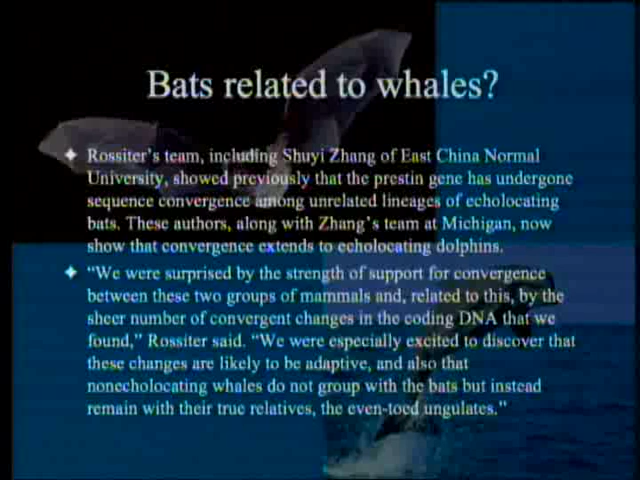 Bats related to whales?
Rossiter's team, including Shuyi Zhang of East China Normal
University, showed previously that the prestin gene has undergone
sequence convergence among unrelated lineages of echolocating
bats. These authors, along with Zhang's team at Michigan, now
show that convergence extends to echolocating dolphins.
"We were surprised by the strength of support for convergence
between these two groups of mammals and, related to this, by the
sheer number of convergent changes in the coding DNA that we
found," Rossiter said. "We were especially excited to discover that
these changes are likely to be adaptive, and also that
nonecholocating whales do not group with the bats but instead
remain with their true relatives, the even-toed ungulates."